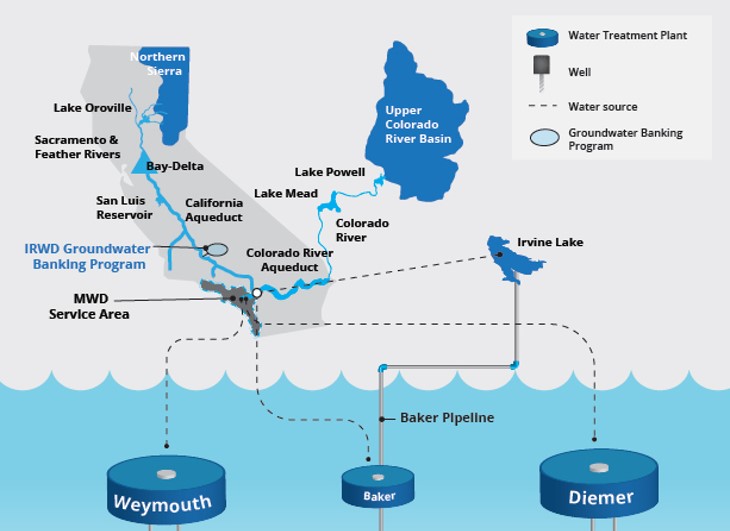 Northern
Sierra
Lake Oroville
Sacramento &
Feather Rivers
Bay-Delta
San Luis
Reservoir
California
Aqueduct
IRWD Groundwater
Banking Program
Colorado River
Aqueduct
MWD
Service Area
Upper
Colorado
River Basin
Lake Powell
Lake Mead
Colorado
River
Irvine Lake
Water Treatment Plant
Well
Water source
Groundwater Banking
Program
Baker Pipeline
Weymouth
Baker
Diemer